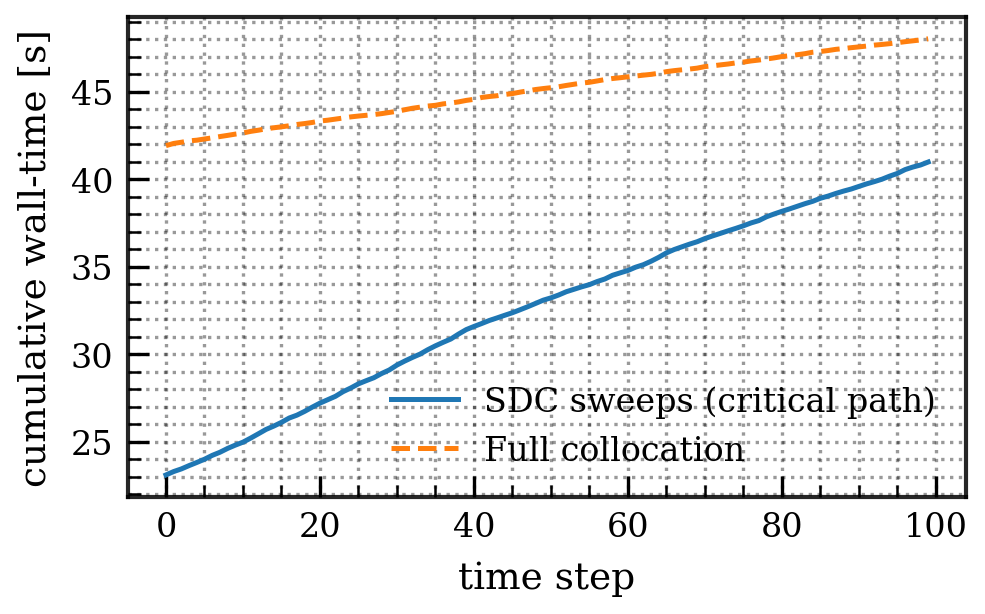 cumulative wall-time [s]
45
40
35
30
25
SDC sweeps (critical path)
Full collocation
0 20 40 60 80 100
time step